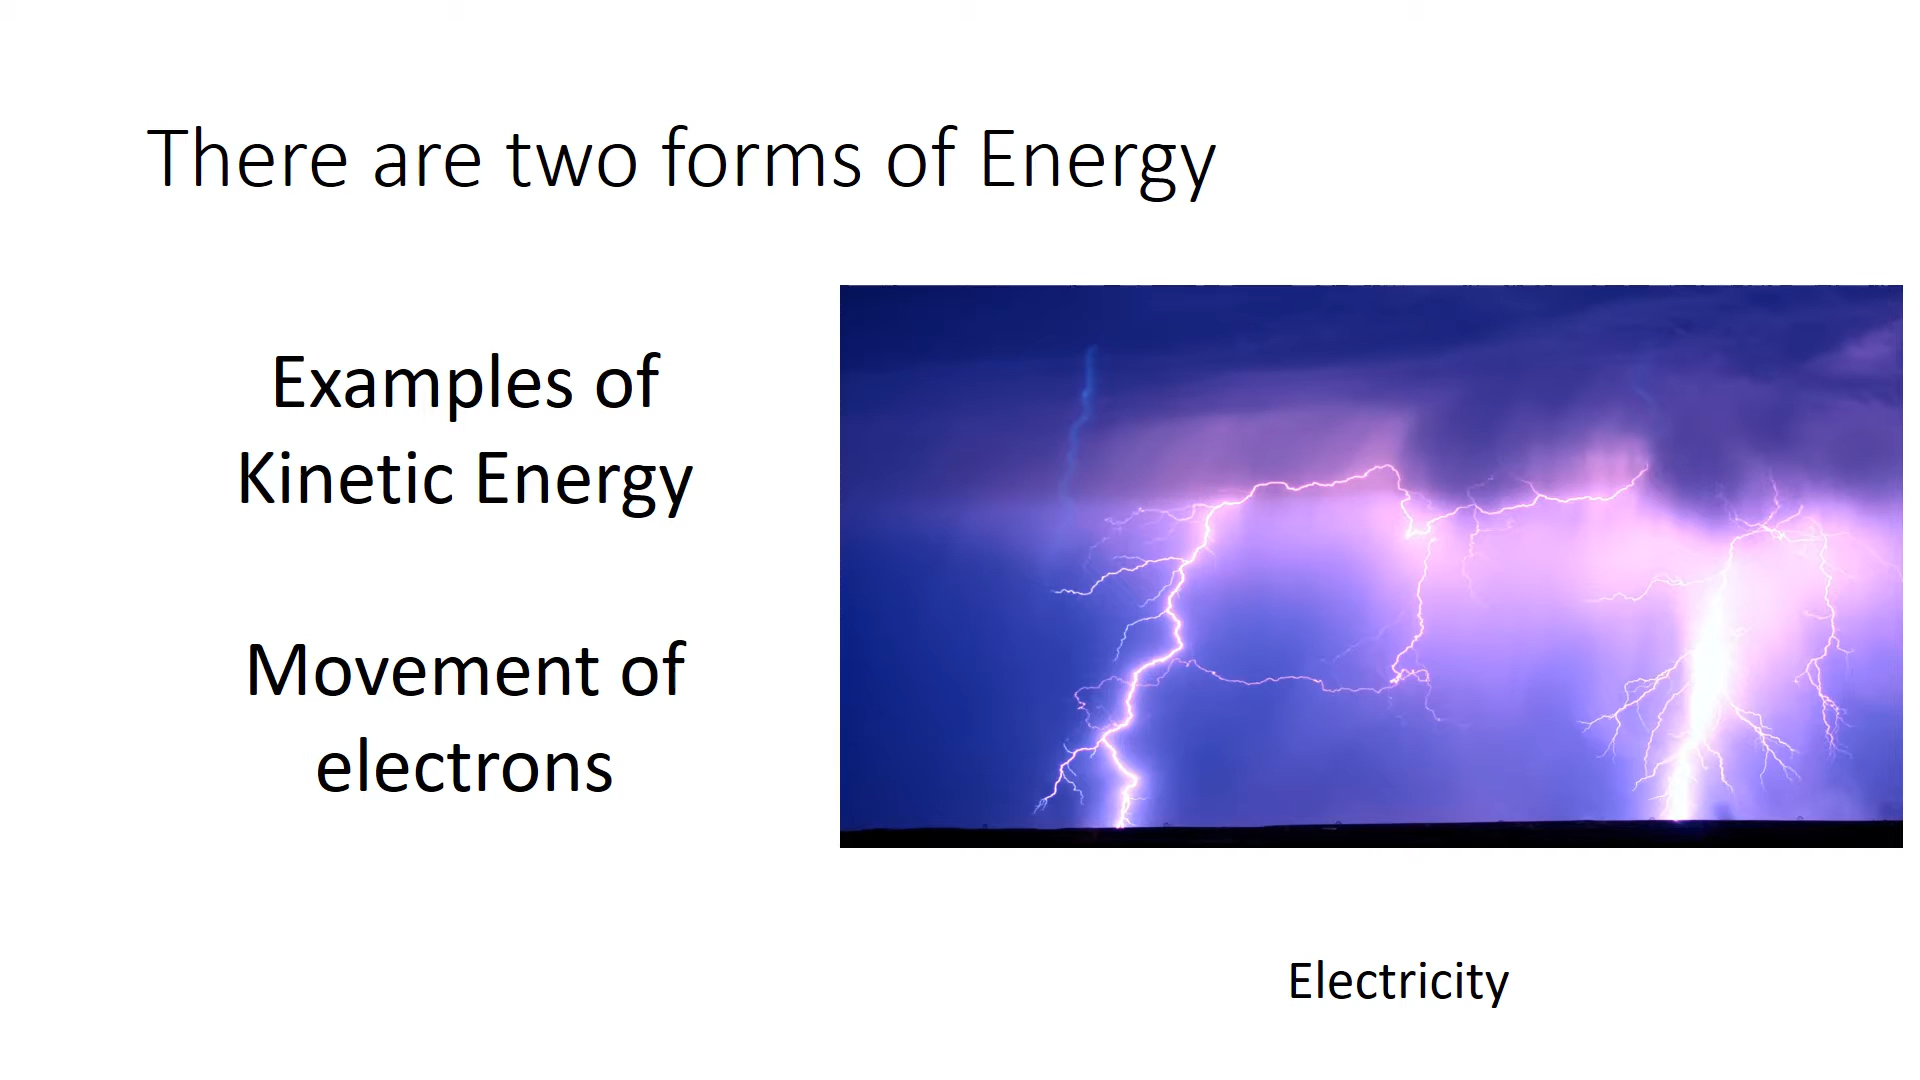 There are two forms of Energy
Examples of
Kinetic Energy
Movement of
electrons
Electricity